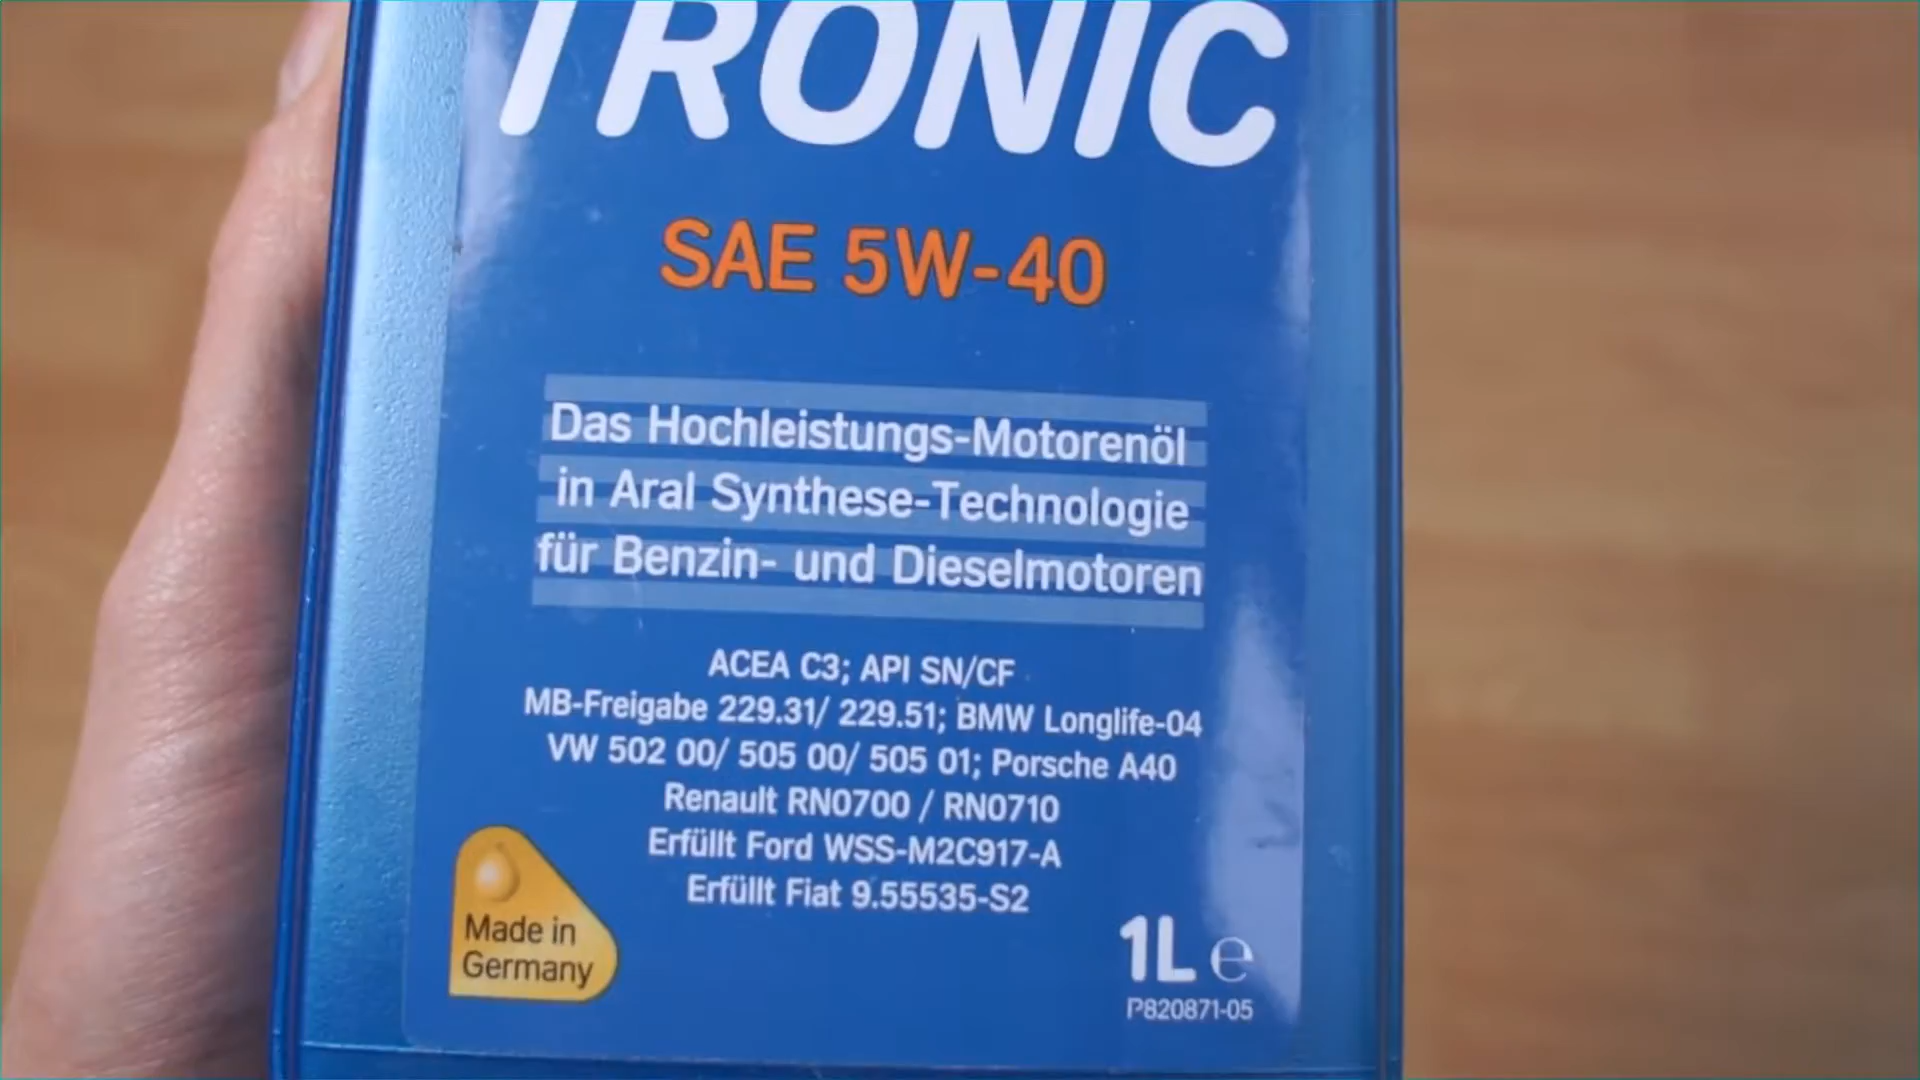 TRONIC
SAE 5W-40
Das Hochleistungs-Motorenöl
in Aral Synthese-Technologie
für Benzin- und Dieselmotoren
ACEA C3; API SN/CF
MB-Freigabe 229.31/ 229.51; BMW Longlife-04
VW 502 00/ 505 00/ 505 01; Porsche A40
Renault RN0700 / RN0710
Erfüllt Ford WSS-M2C917-A
Erfüllt Fiat 9.55535-S2
Made in
Germany
1L e
P820871-05